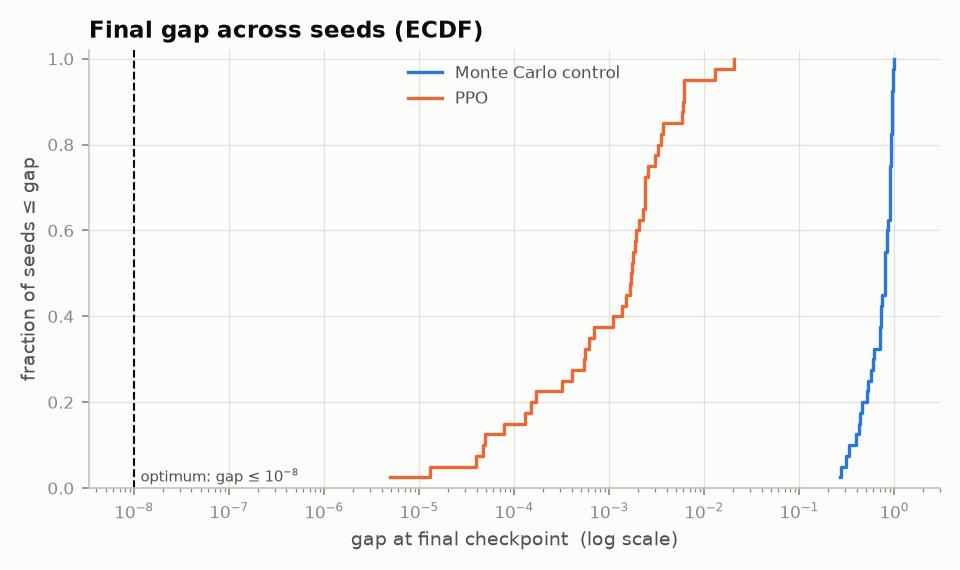 Final gap across seeds (ECDF)
Monte Carlo control
PPO
fraction of seeds ≤ gap
1.0
0.8
0.6
0.4
0.2
0.0
optimum: gap ≤ 10⁻⁸
10⁻⁸ 10⁻⁷ 10⁻⁶ 10⁻⁵ 10⁻⁴ 10⁻³ 10⁻² 10⁻¹ 10⁰
gap at final checkpoint (log scale)